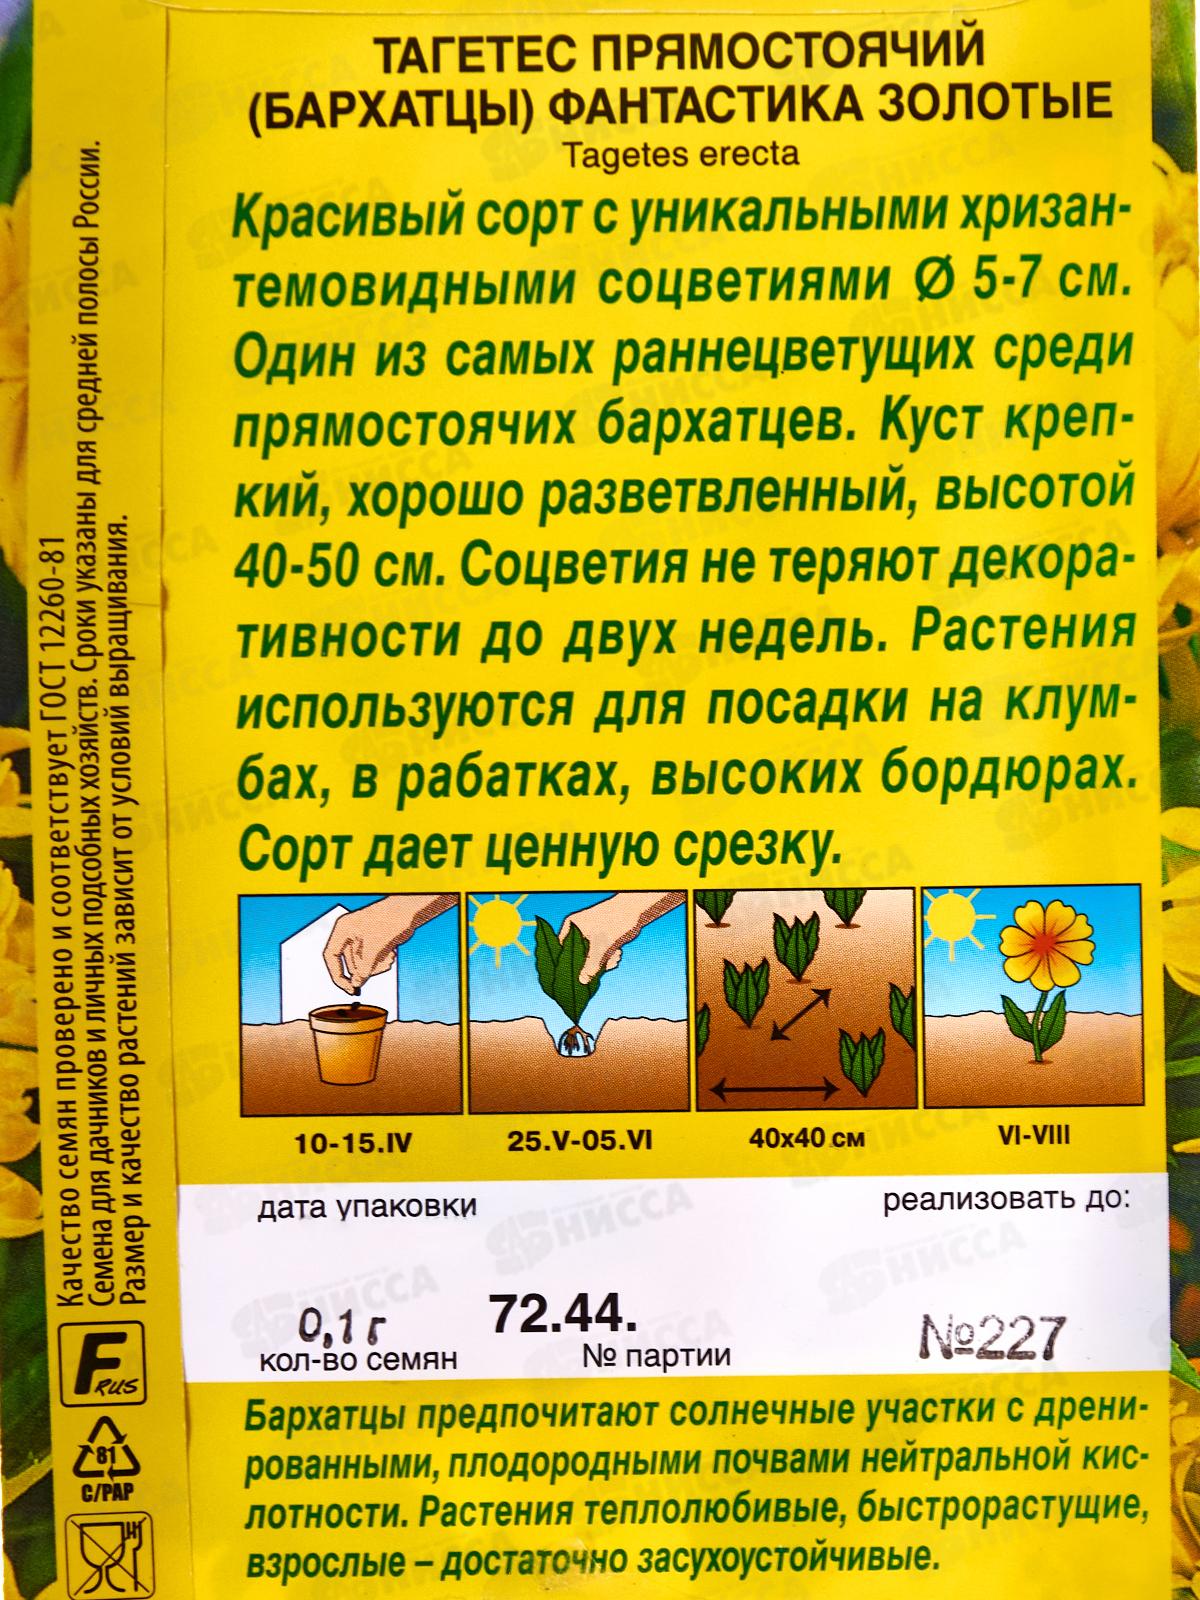 ТАГЕТЕС ПРЯМОСТОЯЧИЙ
(БАРХАТЦЫ) ФАНТАСТИКА ЗОЛОТЫЕ
Tagetes erecta
Красивый сорт с уникальными хризан-
темовидными соцветиями Ø 5-7 см.
Один из самых раннецветущих среди
прямостоячих бархатцев. Куст креп-
кий, хорошо разветвленный, высотой
40-50 см. Соцветия не теряют декора-
тивности до двух недель. Растения
используются для посадки на клум-
бах, в рабатках, высоких бордюрах.
Сорт дает ценную срезку.
10-15.IV
25.V-05.VI
40x40 см
VI-VIII
дата упаковки
реализовать до:
0,1 г
72.44.
№227
кол-во семян
№ партии
Бархатцы предпочитают солнечные участки с дрени-
рованными, плодородными почвами нейтральной кис-
лотности. Растения теплолюбивые, быстрорастущие,
взрослые – достаточно засухоустойчивые.
Качество семян проверено и соответствует ГОСТ 12260-81
Семена для дачников и личных подсобных хозяйств. Сроки указаны для средней полосы России.
Размер и качество растений зависит от условий выращивания.
F RUS
81
C/PAP
НИССА